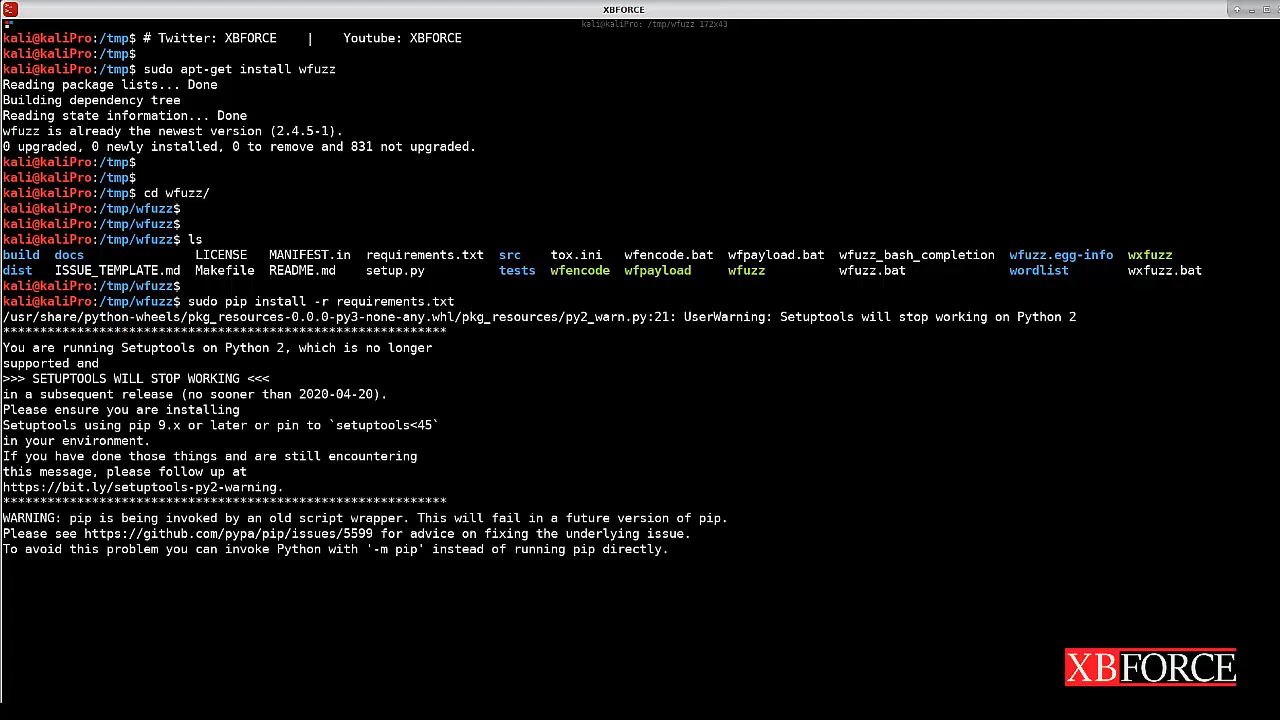 XBFORCE
kali@kaliPro: /tmp/wfuzz 172x43
kali@kaliPro:/tmp$ # Twitter: XBFORCE    |    Youtube: XBFORCE
kali@kaliPro:/tmp$
kali@kaliPro:/tmp$ sudo apt-get install wfuzz
Reading package lists... Done
Building dependency tree
Reading state information... Done
wfuzz is already the newest version (2.4.5-1).
0 upgraded, 0 newly installed, 0 to remove and 831 not upgraded.
kali@kaliPro:/tmp$
kali@kaliPro:/tmp$
kali@kaliPro:/tmp$ cd wfuzz/
kali@kaliPro:/tmp/wfuzz$
kali@kaliPro:/tmp/wfuzz$
kali@kaliPro:/tmp/wfuzz$ ls
build  docs               LICENSE   MANIFEST.in  requirements.txt  src    tox.ini   wfencode.bat  wfpayload.bat  wfuzz_bash_completion  wfuzz.egg-info  wxfuzz
dist   ISSUE_TEMPLATE.md  Makefile  README.md    setup.py          tests  wfencode  wfpayload     wfuzz          wfuzz.bat              wordlist        wxfuzz.bat
kali@kaliPro:/tmp/wfuzz$
kali@kaliPro:/tmp/wfuzz$ sudo pip install -r requirements.txt
/usr/share/python-wheels/pkg_resources-0.0.0-py3-none-any.whl/pkg_resources/py2_warn.py:21: UserWarning: Setuptools will stop working on Python 2
************************************************************
You are running Setuptools on Python 2, which is no longer
supported and
>>> SETUPTOOLS WILL STOP WORKING <<<
in a subsequent release (no sooner than 2020-04-20).
Please ensure you are installing
Setuptools using pip 9.x or later or pin to `setuptools<45`
in your environment.
If you have done those things and are still encountering
this message, please follow up at
https://bit.ly/setuptools-py2-warning.
************************************************************
WARNING: pip is being invoked by an old script wrapper. This will fail in a future version of pip.
Please see https://github.com/pypa/pip/issues/5599 for advice on fixing the underlying issue.
To avoid this problem you can invoke Python with '-m pip' instead of running pip directly.
XBFORCE